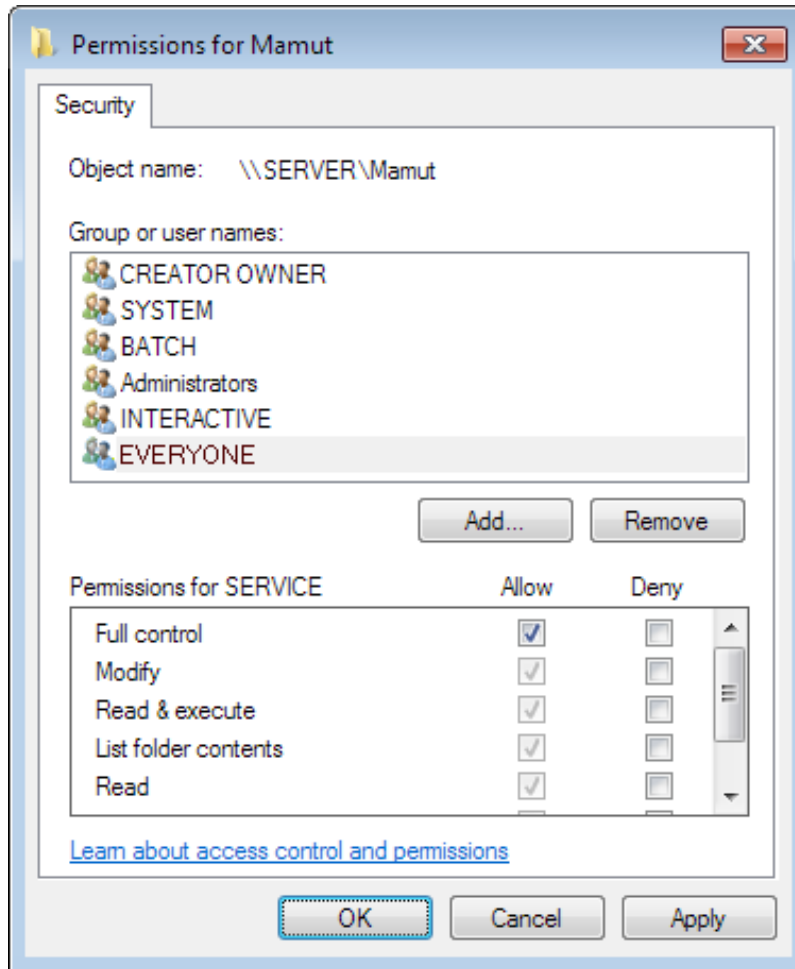 Permissions for Mamut
Security
Object name: \\SERVER\Mamut
Group or user names:
CREATOR OWNER
SYSTEM
BATCH
Administrators
INTERACTIVE
EVERYONE
Add... Remove
Permissions for SERVICE Allow Deny
Full control
Modify
Read & execute
List folder contents
Read
Learn about access control and permissions
OK Cancel Apply